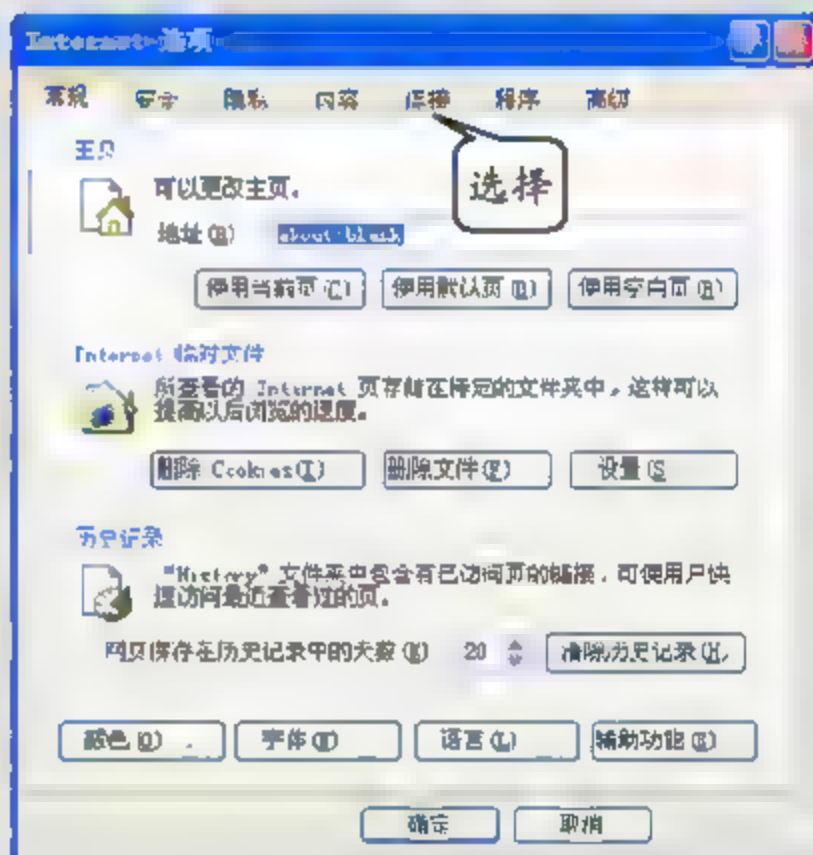 Internet 选项
常规 安全 隐私 内容 连接 程序 高级
选择
主页
可以更改主页。
地址(R) about:blank
使用当前页(C) 使用默认页(D) 使用空白页(B)
Internet 临时文件
所查看的 Internet 页存储在特定的文件夹中，这样可以
提高以后浏览的速度。
删除 Cookies(I) 删除文件(F) 设置(S
历史记录
“History”文件夹中包含有已访问页的链接，可使用户快
速访问最近查看过的页。
网页保存在历史记录中的天数(K) 20 清除历史记录(H)
颜色(O) 字体(N) 语言(L) 辅助功能(E)
确定 取消